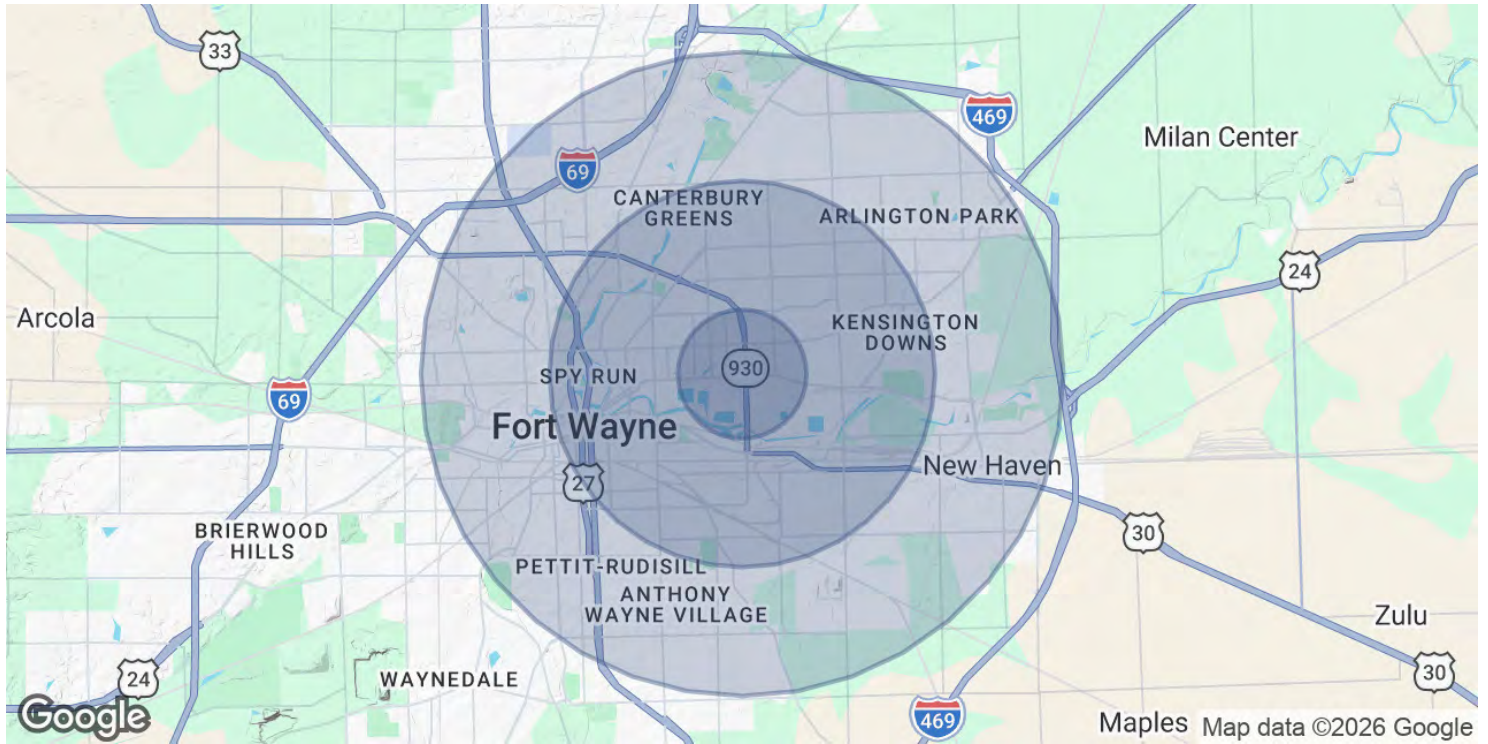 33
469
Milan Center
69
CANTERBURY
GREENS
ARLINGTON PARK
24
Arcola
KENSINGTON
DOWNS
930
SPY RUN
69
Fort Wayne
New Haven
27
BRIERWOOD
HILLS
30
PETTIT-RUDISILL
ANTHONY
WAYNE VILLAGE
Zulu
24
WAYNEDALE
30
Google
469
Maples
Map data ©2026 Google